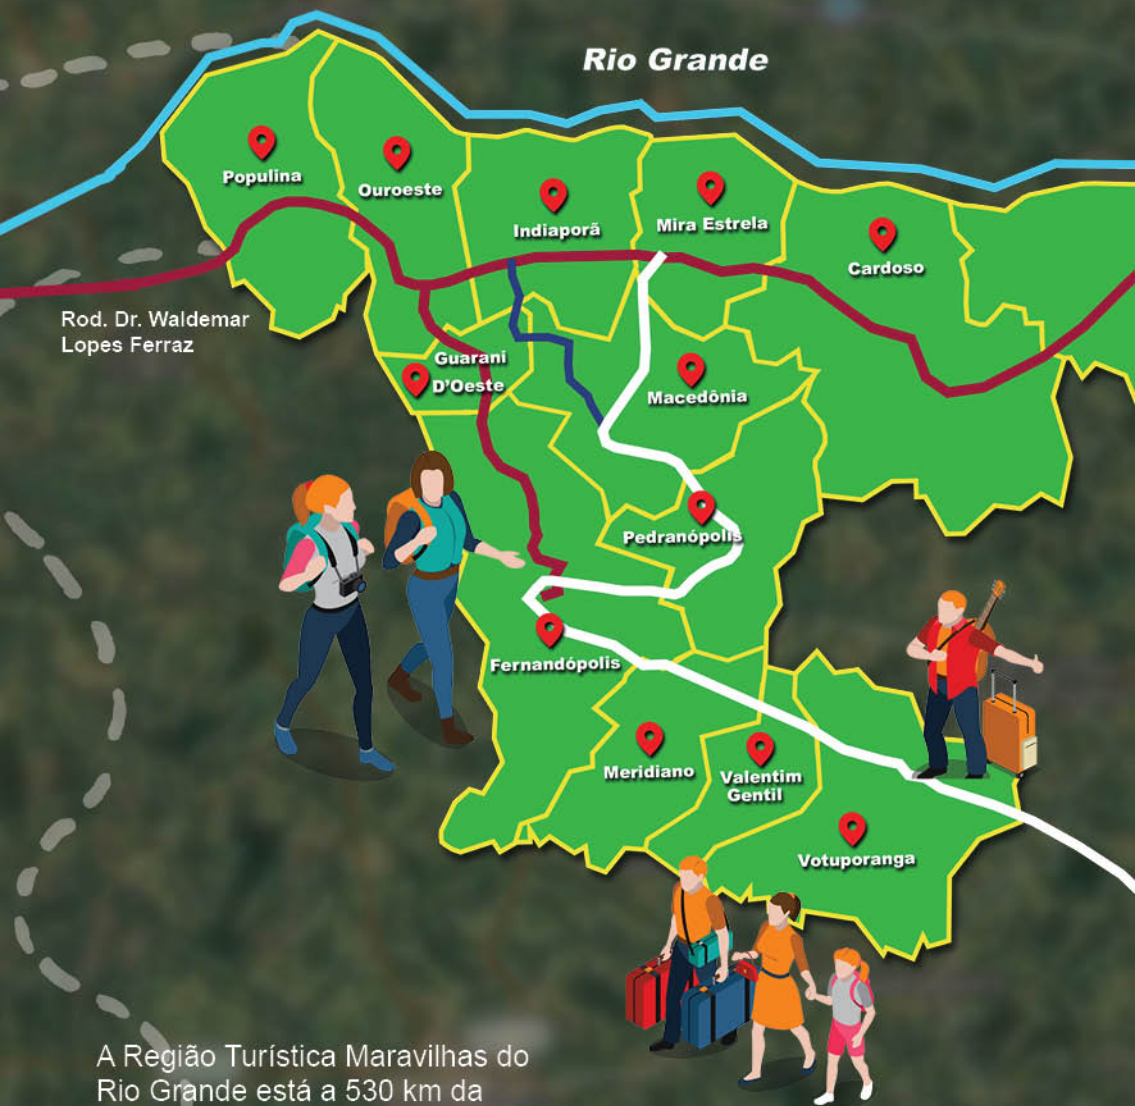 Rio Grande
Populina
Ouroeste
Indiaporã
Mira Estrela
Cardoso
Rod. Dr. Waldemar
Lopes Ferraz
Guarani
D'Oeste
Macedônia
Pedranópolis
Fernandópolis
Meridiano
Valentim
Gentil
Votuporanga
A Região Turística Maravilhas do
Rio Grande está a 530 km da